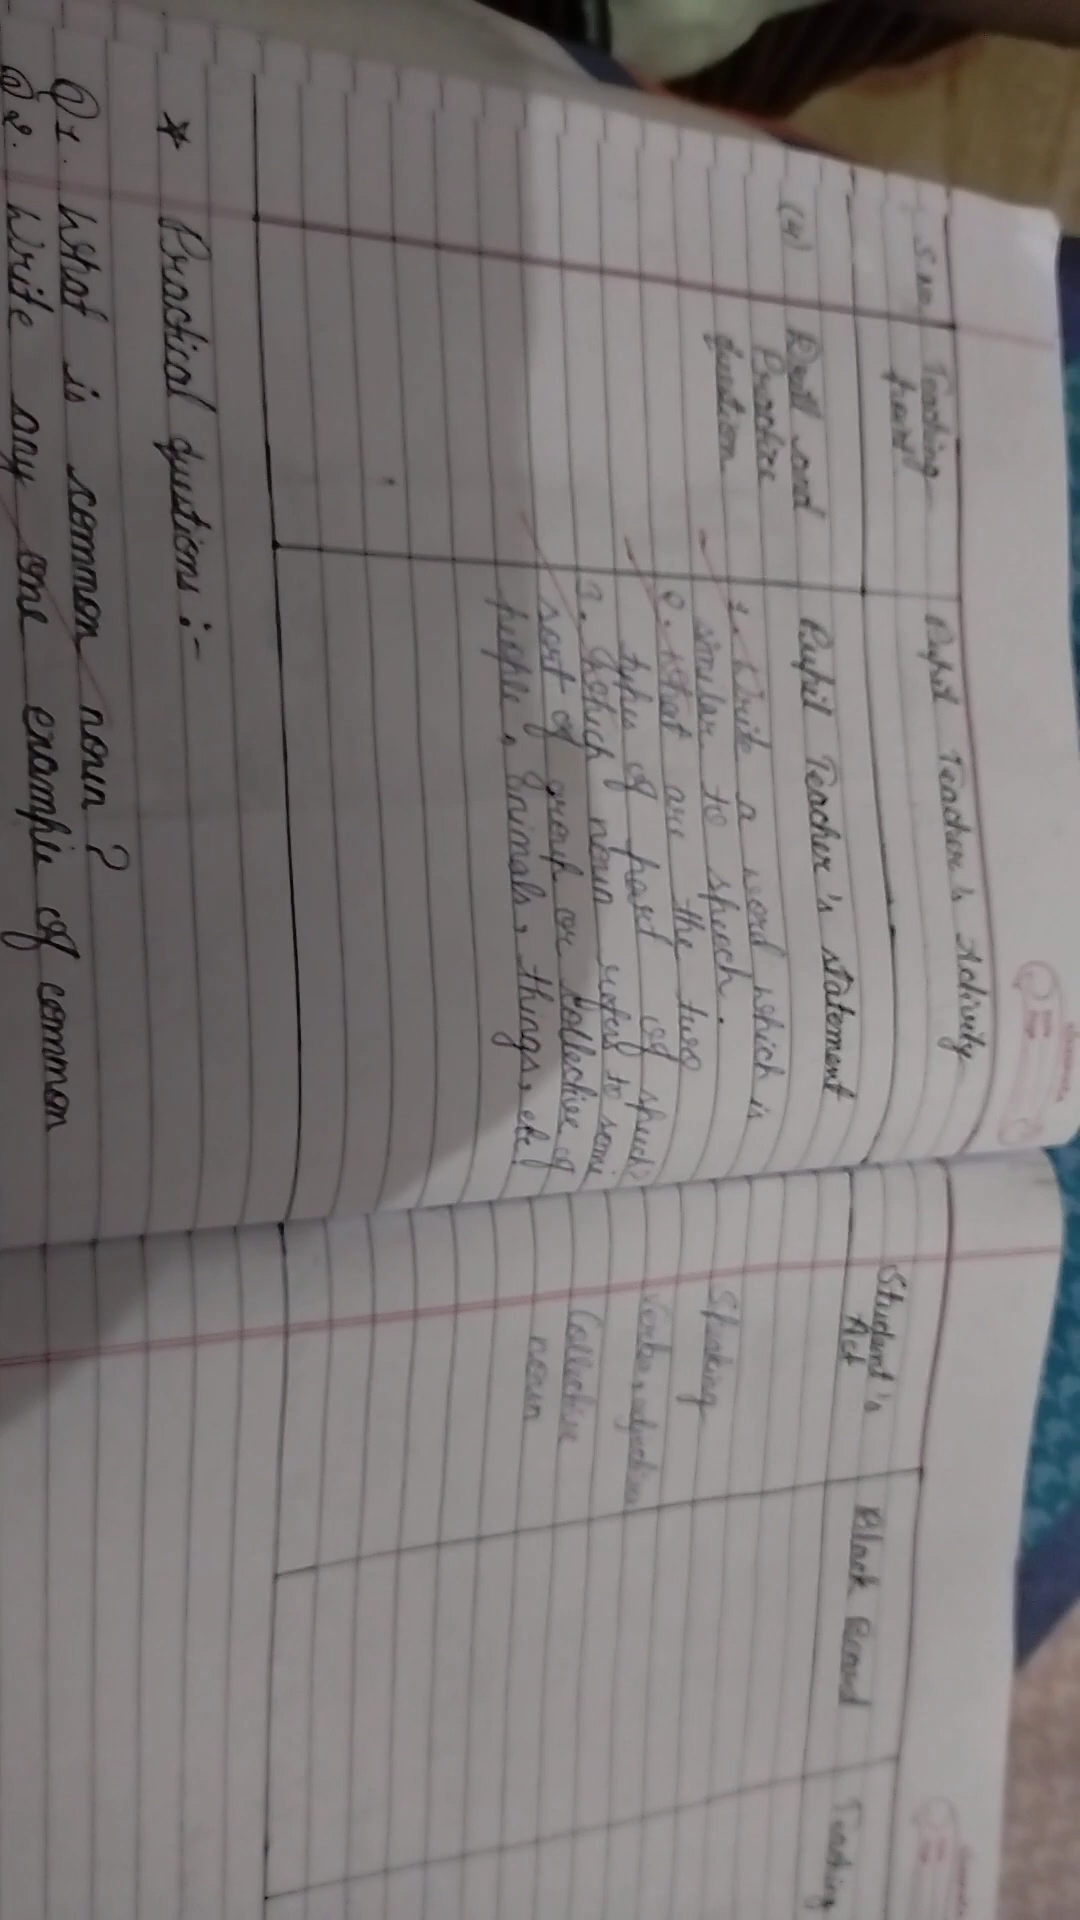 S.no. Teaching Point Pupil Teacher's Activity
Student's Act Black Board Teaching
Pupil Teacher's statement
(4) Drill and Practice question
1. Write a word which is
similar to speech.
2. What are the two
types of part of speech?
3. Which noun refers to some
sort of group or collective of
people, animals, things, etc!
Speaking
Verbs, adjectives
Collective
noun
* Practical questions :-
Q1. What is common noun?
Q2. Write any one example of common